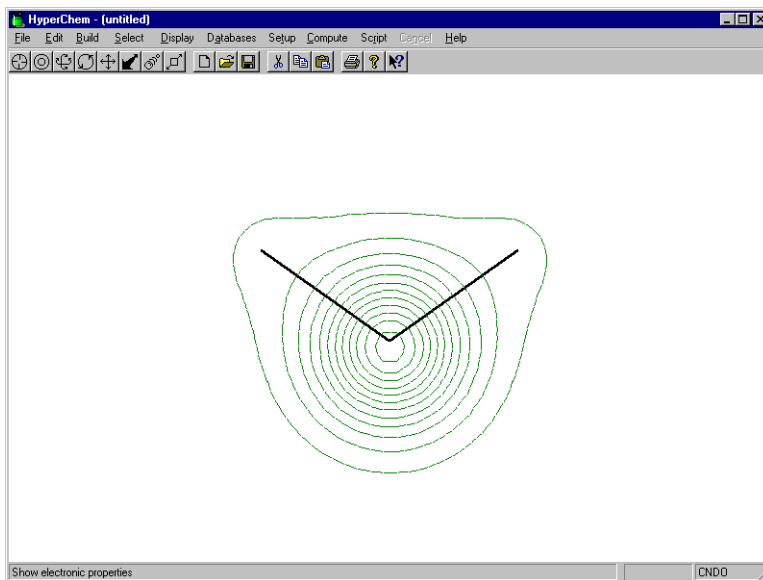 HyperChem - (untitled)
File Edit Build Select Display Databases Setup Compute Script Cancel Help
Show electronic properties CNDO